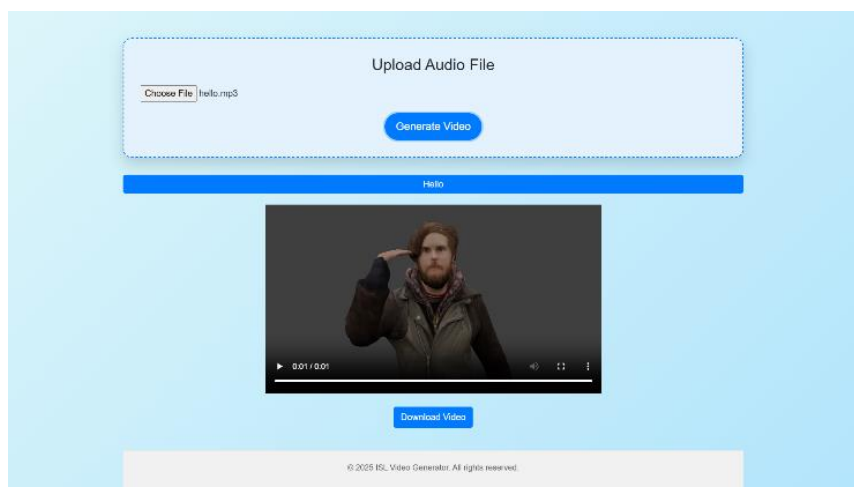 Upload Audio File
Choose File hello.mp3
Generate Video
Hello
0:01 / 0:01
Download Video
© 2025 ISL Video Generator. All rights reserved.